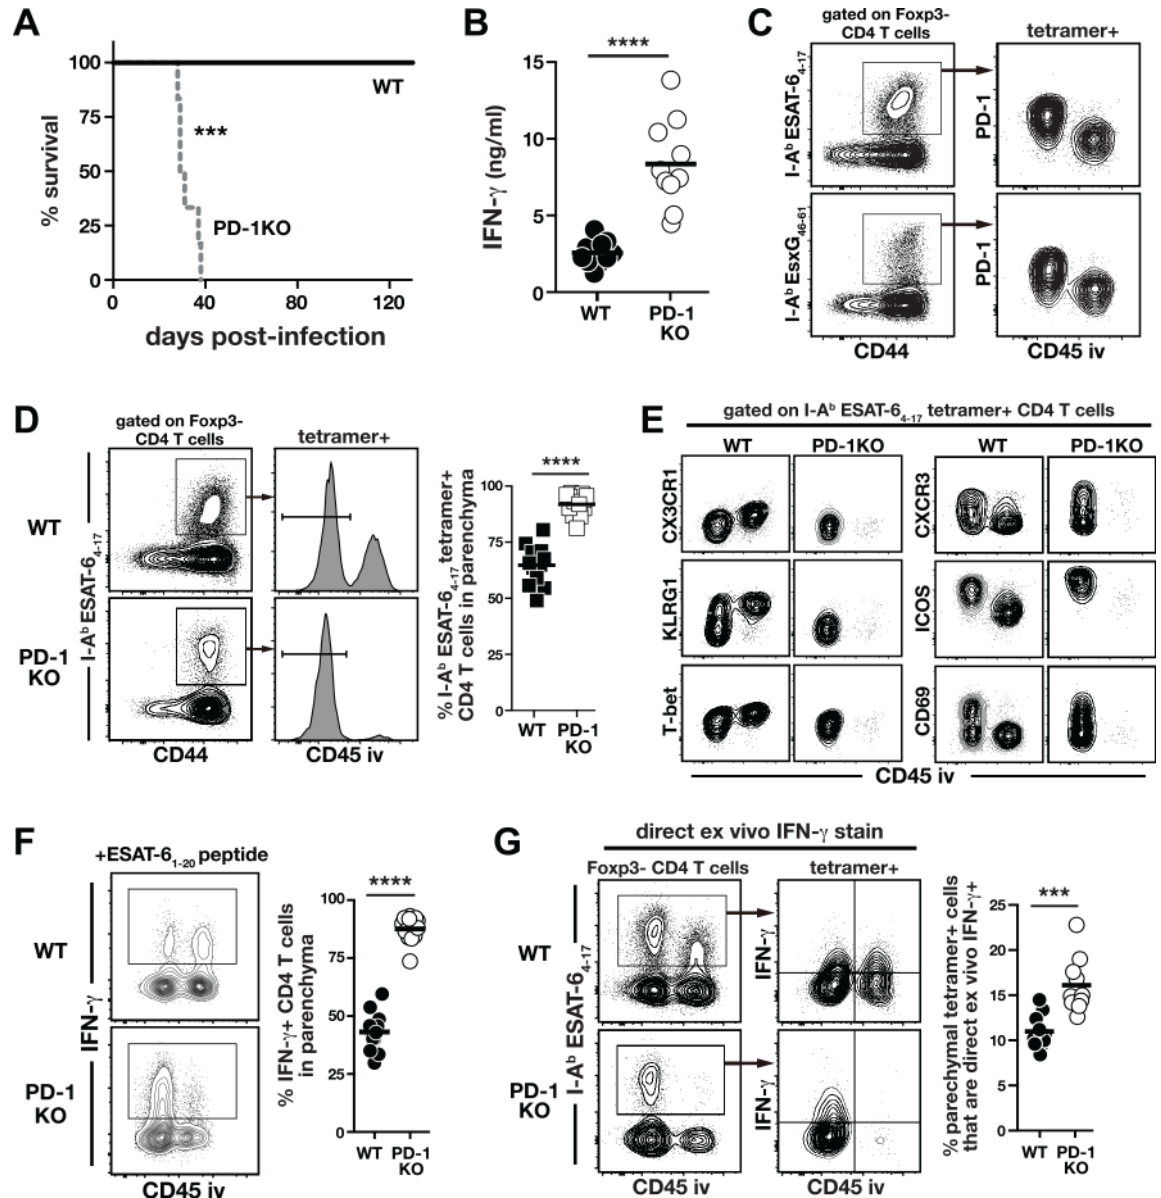 A
% survival
100
75
50
25
0
WT
***
PD-1KO
0 40 80 120
days post-infection
B
****
IFN-γ (ng/ml)
15
10
5
0
WT PD-1
KO
C
gated on Foxp3-
CD4 T cells
tetramer+
I-Aᵇ ESAT-6₄₋₁₇
PD-1
I-Aᵇ EsxG₄₆₋₆₁
PD-1
CD44 CD45 iv
D
gated on Foxp3-
CD4 T cells
tetramer+
WT
PD-1
KO
I-Aᵇ ESAT-6₄₋₁₇
CD44 CD45 iv
****
% I-Aᵇ ESAT-6₄₋₁₇ tetramer+
CD4 T cells in parenchyma
100
75
50
25
0
WT PD-1
KO
E
gated on I-Aᵇ ESAT-6₄₋₁₇ tetramer+ CD4 T cells
WT PD-1KO WT PD-1KO
CX3CR1
CXCR3
KLRG1
ICOS
T-bet
CD69
CD45 iv
F
+ESAT-6₁₋₂₀ peptide
WT
PD-1
KO
IFN-γ
CD45 iv
****
% IFN-γ+ CD4 T cells
in parenchyma
100
75
50
25
0
WT PD-1
KO
G
direct ex vivo IFN-γ stain
Foxp3- CD4 T cells tetramer+
WT
PD-1
KO
I-Aᵇ ESAT-6₄₋₁₇
IFN-γ
IFN-γ
CD45 iv CD45 iv
***
% parechymal tetramer+ cells
that are direct ex vivo IFN-γ+
25
20
15
10
5
0
WT PD-1
KO